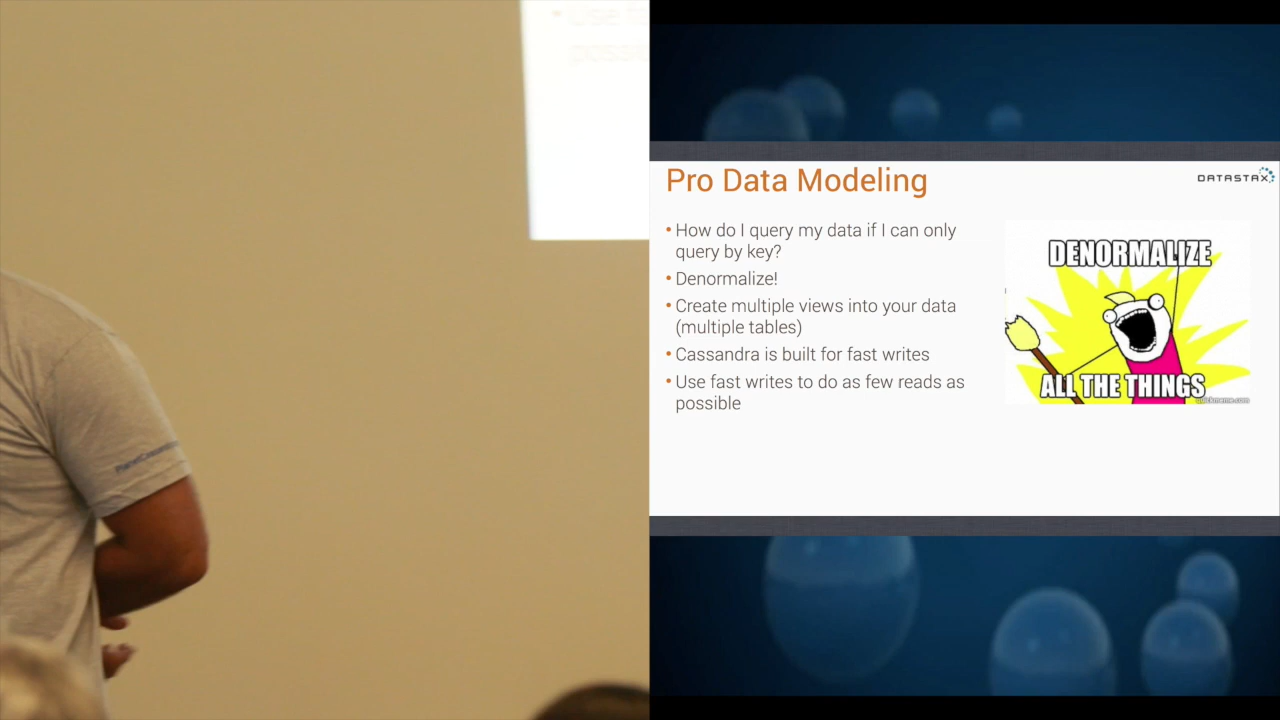 Pro Data Modeling
DATASTAX
• How do I query my data if I can only
query by key?
• Denormalize!
• Create multiple views into your data
(multiple tables)
• Cassandra is built for fast writes
• Use fast writes to do as few reads as
possible
DENORMALIZE
ALL THE THINGS
quickmeme.com